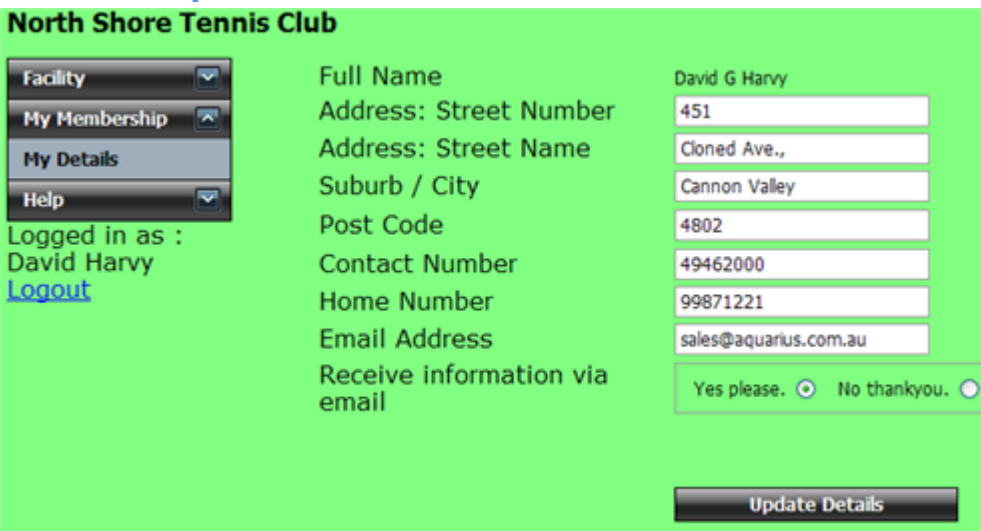 North Shore Tennis Club
Facility
My Membership
My Details
Help
Logged in as :
David Harvy
Logout
Full Name David G Harvy
Address: Street Number 451
Address: Street Name Cloned Ave.,
Suburb / City Cannon Valley
Post Code 4802
Contact Number 49462000
Home Number 99871221
Email Address sales@aquarius.com.au
Receive information via
email
Yes please. No thankyou.
Update Details